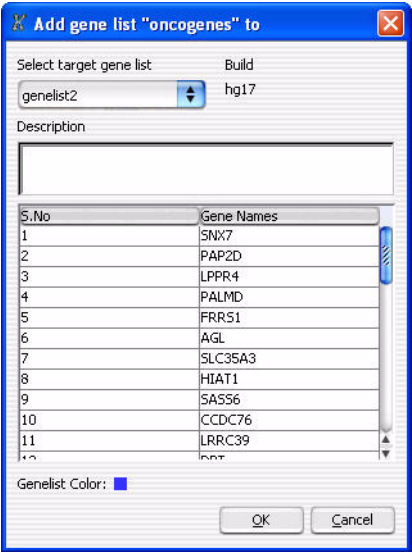 Add gene list "oncogenes" to
Select target gene list Build
genelist2 hg17
Description
S.No Gene Names
1 SNX7
2 PAP2D
3 LPPR4
4 PALMD
5 FRRS1
6 AGL
7 SLC35A3
8 HIAT1
9 SASS6
10 CCDC76
11 LRRC39
12
Genelist Color:
OK Cancel